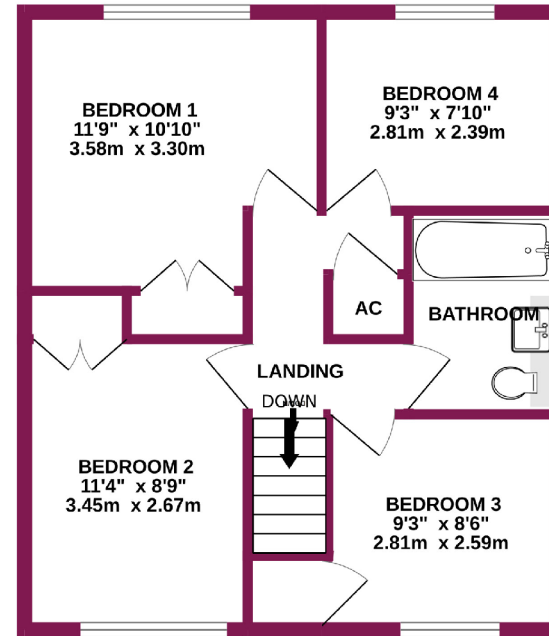 BEDROOM 1
11'9" x 10'10"
3.58m x 3.30m
BEDROOM 4
9'3" x 7'10"
2.81m x 2.39m
AC
BATHROOM
LANDING
DOWN
BEDROOM 2
11'4" x 8'9"
3.45m x 2.67m
BEDROOM 3
9'3" x 8'6"
2.81m x 2.59m